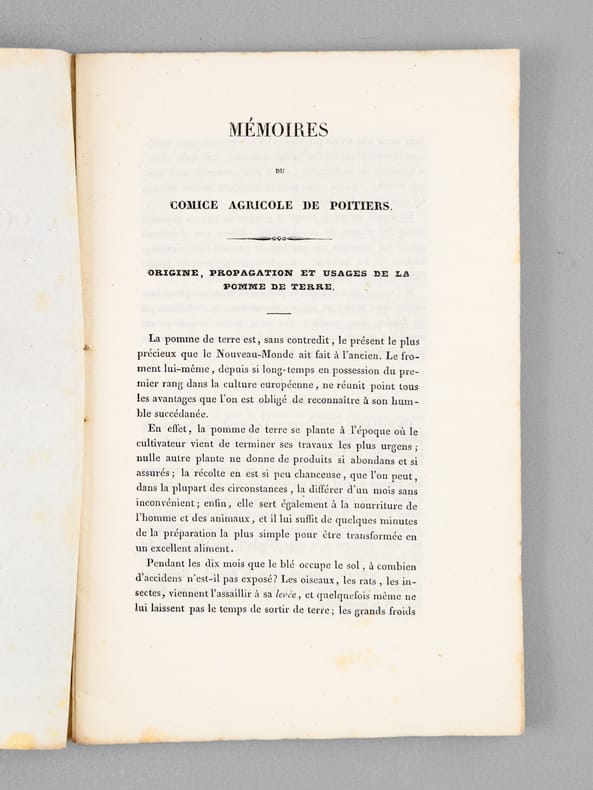 MÉMOIRES
DU
COMICE AGRICOLE DE POITIERS.
ORIGINE, PROPAGATION ET USAGES DE LA
POMME DE TERRE.
La pomme de terre est, sans contredit, le présent le plus
précieux que le Nouveau-Monde ait fait à l'ancien. Le fro-
ment lui-même, depuis si long-temps en possession du pre-
mier rang dans la culture européenne, ne réunit point tous
les avantages que l'on est obligé de reconnaître à son hum-
ble succédanée.
En effet, la pomme de terre se plante à l'époque où le
cultivateur vient de terminer ses travaux les plus urgens;
nulle autre plante ne donne de produits si abondans et si
assurés; la récolte en est si peu chanceuse, que l'on peut,
dans la plupart des circonstances, la différer d'un mois sans
inconvénient; enfin, elle sert également à la nourriture de
l'homme et des animaux, et il lui suffit de quelques minutes
de la préparation la plus simple pour être transformée en
un excellent aliment.
Pendant les dix mois que le blé occupe le sol, à combien
d'accidens n'est-il pas exposé? Les oiseaux, les rats, les in-
sectes, viennent l'assaillir à sa levée, et quelquefois même ne
lui laissent pas le temps de sortir de terre; les grands froids